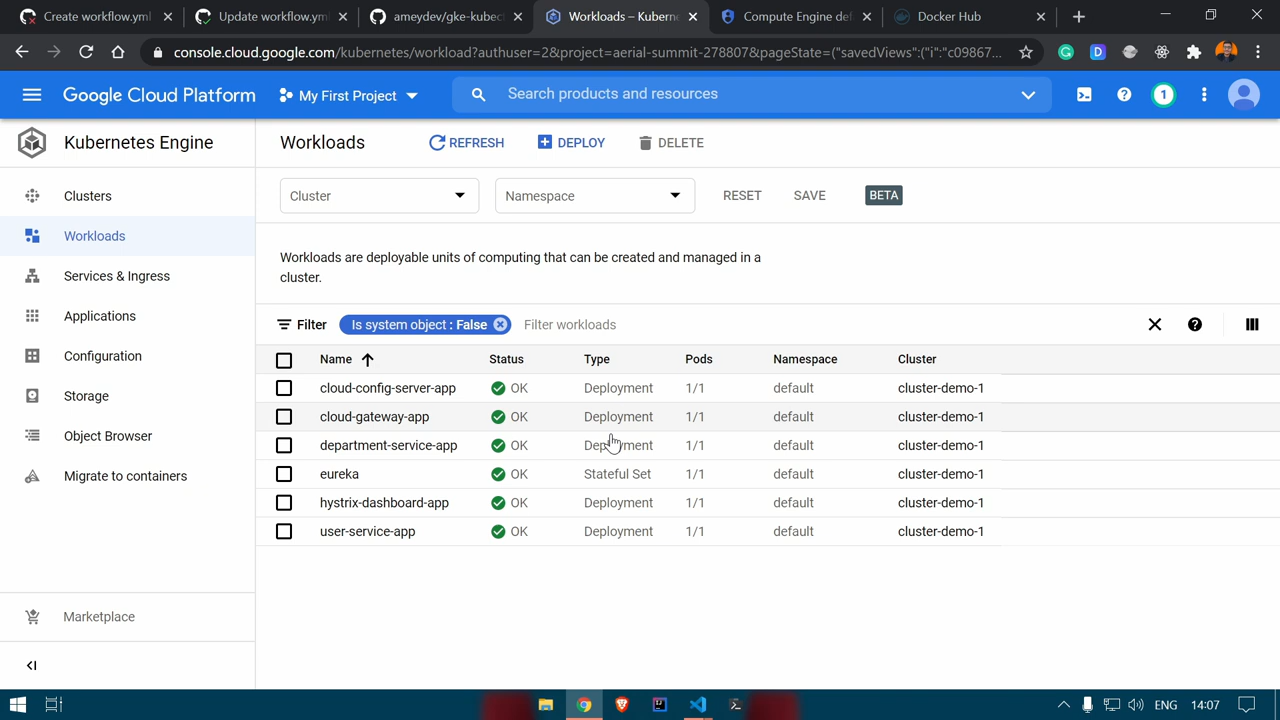 Create workflow.yml
Update workflow.yml
ameydev/gke-kubec
Workloads – Kuberne
Compute Engine def
Docker Hub
console.cloud.google.com/kubernetes/workload?authuser=2&project=aerial-summit-278807&pageState=("savedViews":("i":"c09867...
Google Cloud Platform
My First Project
Search products and resources
1
Kubernetes Engine
Workloads
REFRESH
DEPLOY
DELETE
Clusters
Workloads
Services & Ingress
Applications
Configuration
Storage
Object Browser
Migrate to containers
Marketplace
Cluster
Namespace
RESET
SAVE
BETA
Workloads are deployable units of computing that can be created and managed in a
cluster.
Filter
Is system object : False
Filter workloads
Name Status Type Pods Namespace Cluster
cloud-config-server-app OK Deployment 1/1 default cluster-demo-1
cloud-gateway-app OK Deployment 1/1 default cluster-demo-1
department-service-app OK Deployment 1/1 default cluster-demo-1
eureka OK Stateful Set 1/1 default cluster-demo-1
hystrix-dashboard-app OK Deployment 1/1 default cluster-demo-1
user-service-app OK Deployment 1/1 default cluster-demo-1
ENG
14:07